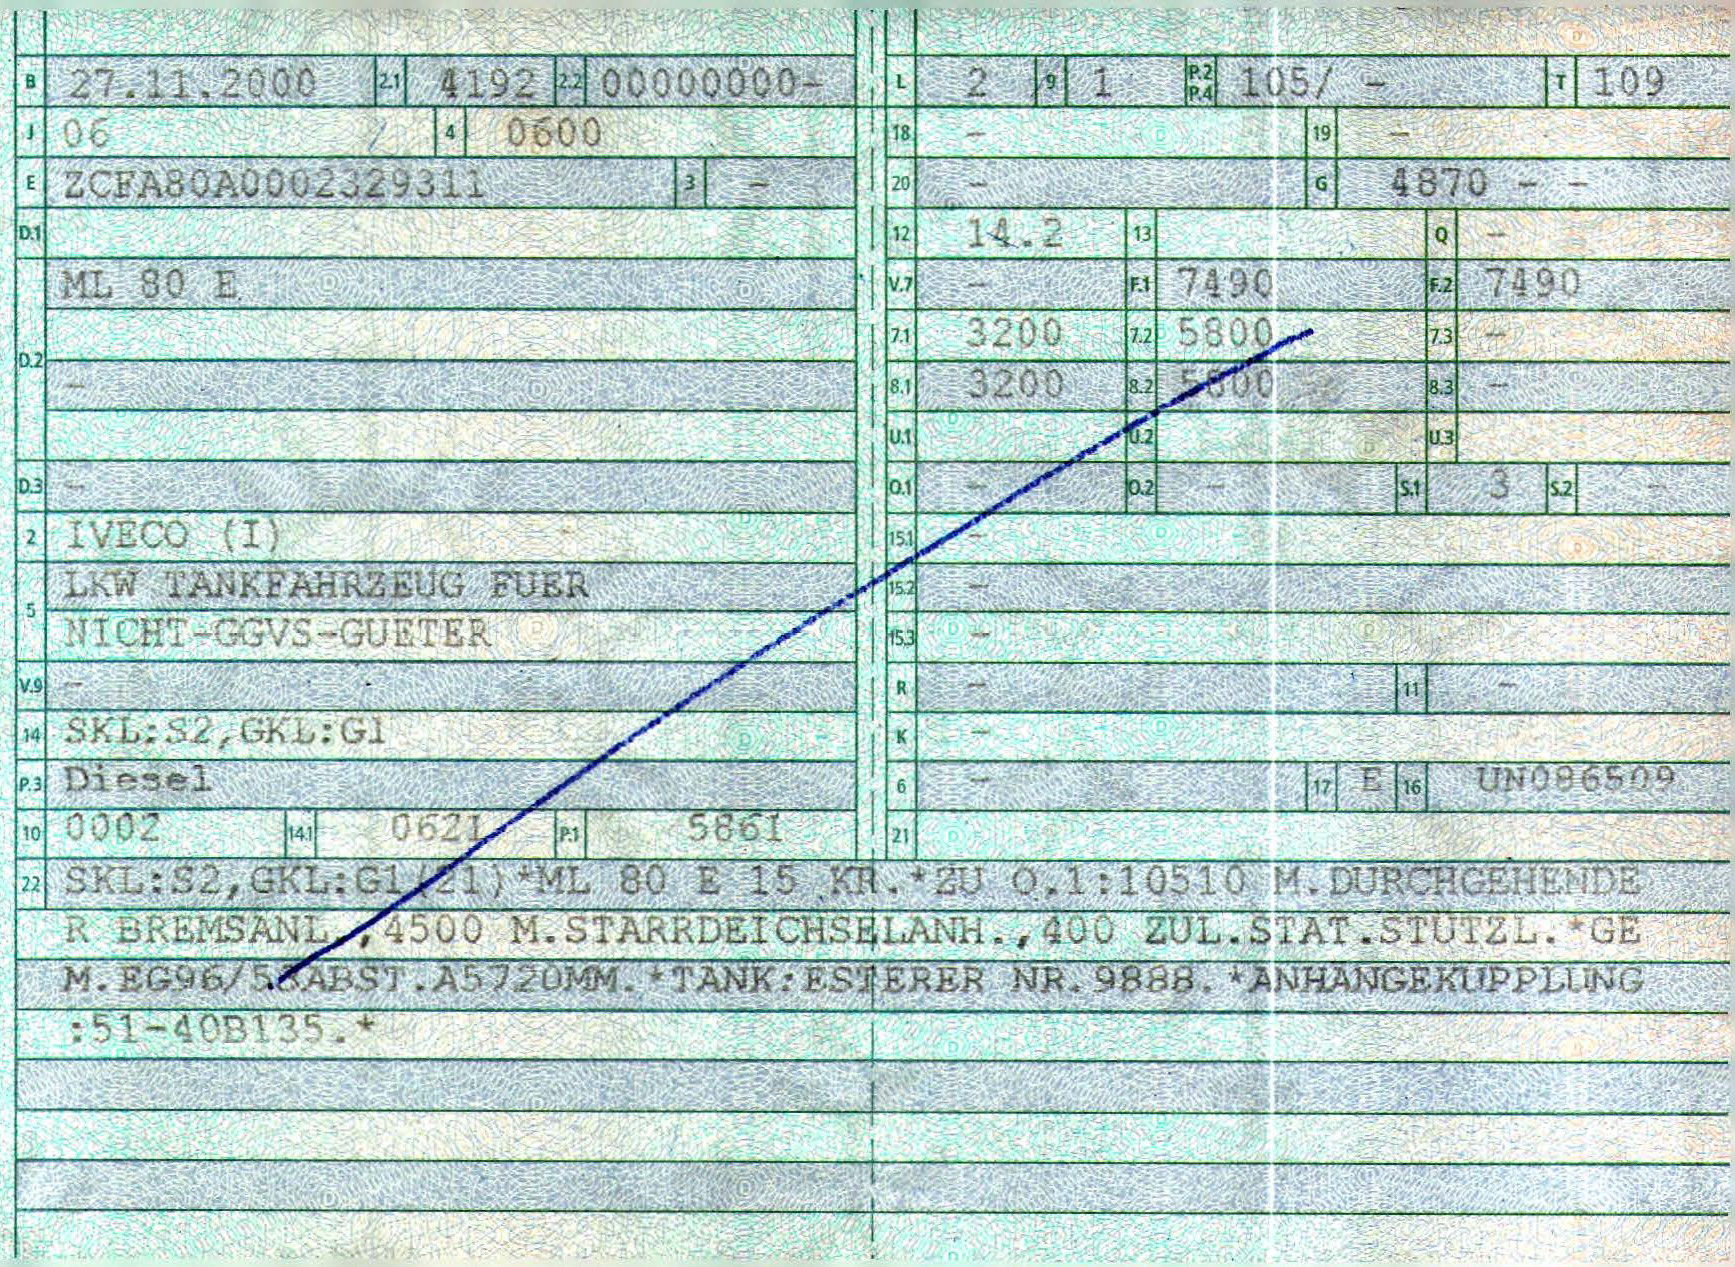 B 27.11.2000 2.1 4192 2.2 00000000-
J 06 4 0600
E ZCFA80A0002329311 3 -
D.1
ML 80 E
D.2
-
D.3 -
2 IVECO (I)
LKW TANKFAHRZEUG FUER
5
NICHT-GGVS-GUETER
V.9 -
14 SKL:S2,GKL:G1
P.3 Diesel
10 0002 14.1 0621 P.1 5861
L 2 9 1 P.2 P.4 105/ - T 109
18 - 19 -
20 - G 4870 - -
12 14.2 13 Q -
V.7 - F.1 7490 F.2 7490
7.1 3200 7.2 5800 7.3 -
8.1 3200 8.2 5800 8.3 -
U.1 U.2 U.3
O.1 - O.2 - S.1 3 S.2 -
15.1 -
15.2 -
15.3 -
R - 11 -
K -
6 - 17 E 16 UN086509
21
22 SKL:S2,GKL:G1(21)*ML 80 E 15 KR.*ZU O.1:10510 M.DURCHGEHENDE
R BREMSANL.,4500 M.STARRDEICHSELANH.,400 ZUL.STAT.STUTZL.*GE
M.EG96/53ABST.A5720MM.*TANK:ESTERER NR.9888.*ANHANGEKUPPLUNG
:51-40B135.*